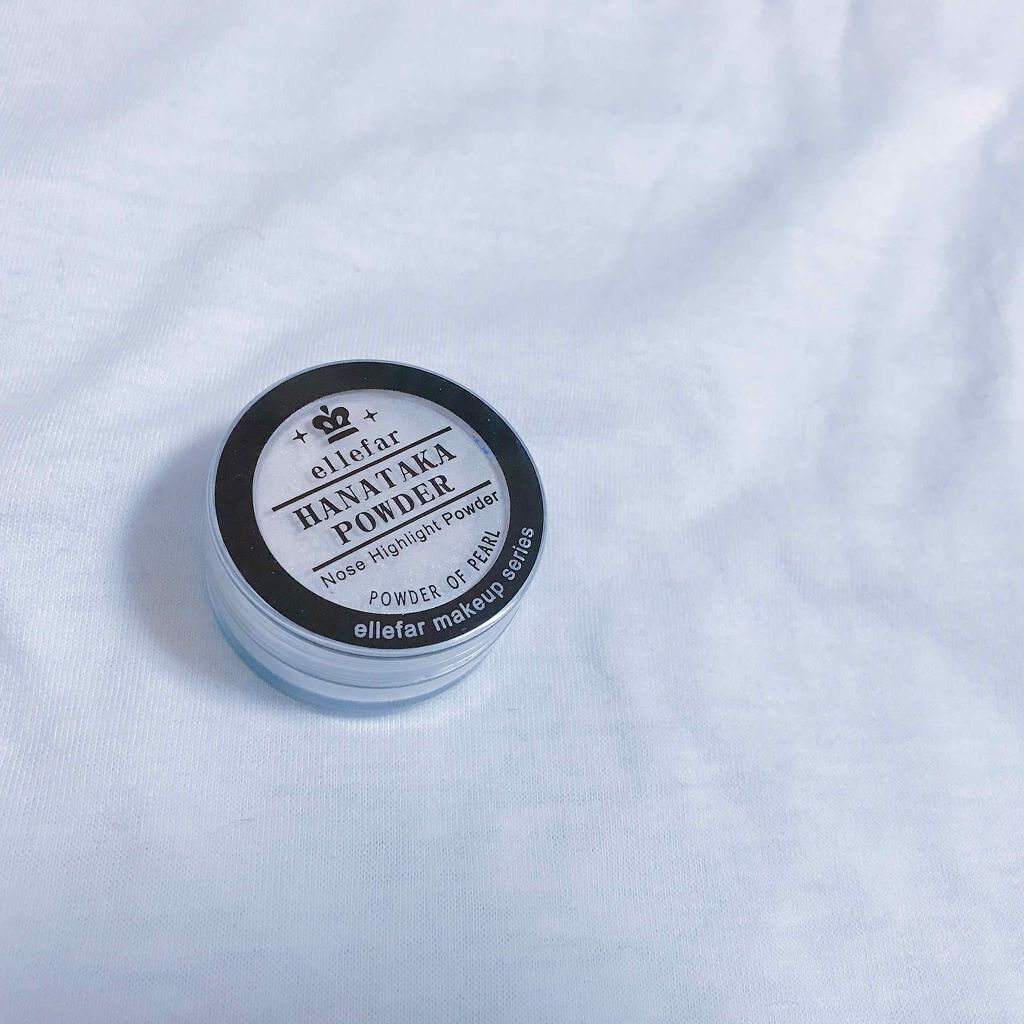 ellefar
HANATAKA
POWDER
Nose Highlight Powder
POWDER OF PEARL
ellefar makeup series